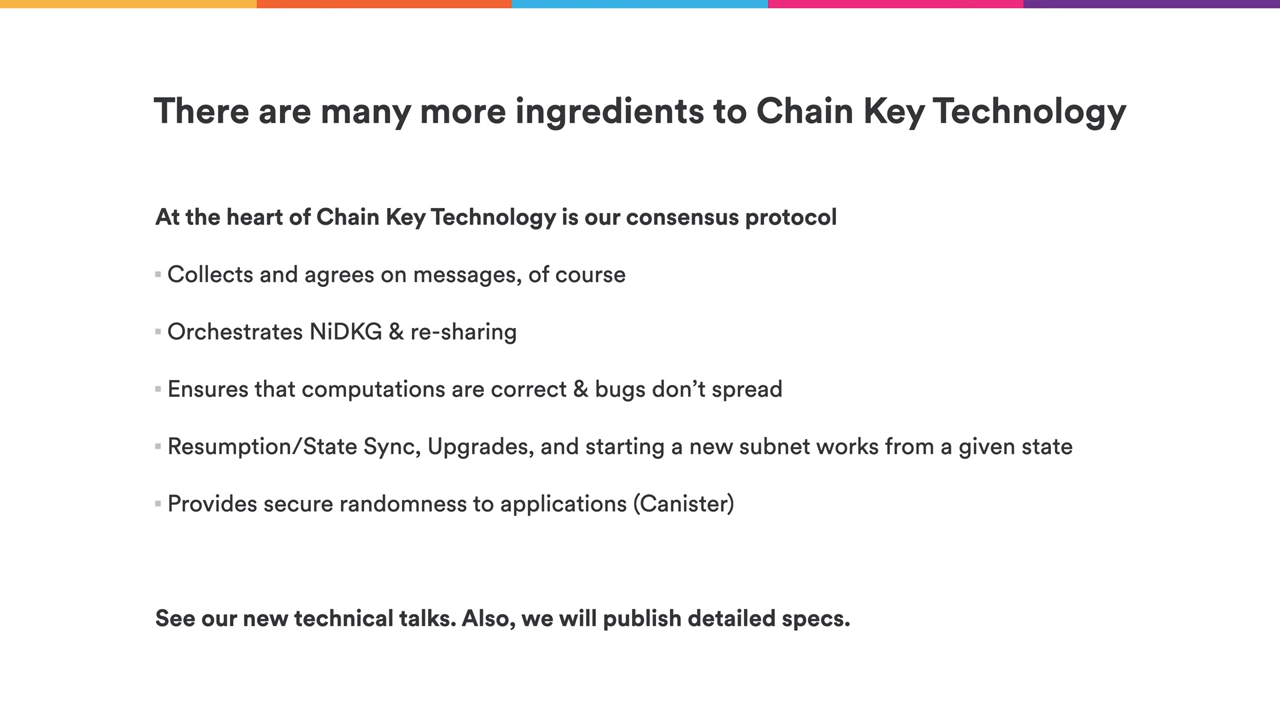 There are many more ingredients to Chain Key Technology
At the heart of Chain Key Technology is our consensus protocol
▪ Collects and agrees on messages, of course
▪ Orchestrates NiDKG & re-sharing
▪ Ensures that computations are correct & bugs don’t spread
▪ Resumption/State Sync, Upgrades, and starting a new subnet works from a given state
▪ Provides secure randomness to applications (Canister)
See our new technical talks. Also, we will publish detailed specs.